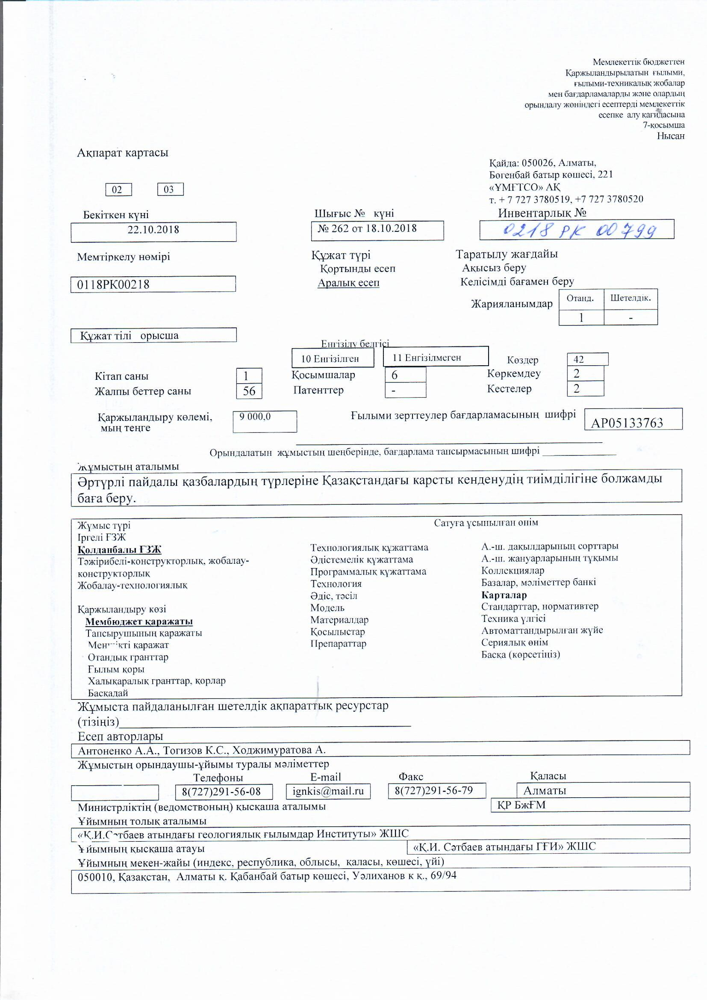 Мемлекеттік бюджеттен
Қаржыландырылатын ғылыми,
ғылыми-техникалық жобалар
мен бағдарламаларды және олардың
орындалу жөніндегі есептерді мемлекеттік
есепке алу қағидасына
7-қосымша
Нысан
Ақпарат картасы
Қайда: 050026, Алматы,
Бөгенбай батыр көшесі, 221
«ҰМҒТСО» АҚ
т. + 7 727 3780519, +7 727 3780520
02 03
Бекіткен күні Шығыс № күні Инвентарлық №
22.10.2018 № 262 от 18.10.2018 0218 РК 00799
Мемтіркелу нөмірі Құжат түрі Таратылу жағдайы
Қортынды есеп Ақысыз беру
0118РК00218 Аралық есеп Келісімді бағамен беру
Отанд. Шетелдік.
Жарияланымдар
1 -
Құжат тілі орысша
Енгізілу белгісі
10 Енгізілген 11 Енгізілмеген Көздер 42
Кітап саны 1 Қосымшалар 6 Көркемдеу 2
Жалпы беттер саны 56 Патенттер - Кестелер 2
Қаржыландыру көлемі, 9 000,0 Ғылыми зерттеулер бағдарламасының шифрі АР05133763
мың теңге
Орындалатын жұмыстың шеңберінде, бағдарлама тапсырмасының шифрі
Жұмыстың аталымы
Әртүрлі пайдалы қазбалардың түрлеріне Қазақстандағы карсты кенденудің тиімділігіне болжамды
баға беру.
Жұмыс түрі Сатуға ұсынылған өнім
Іргелі ҒЗЖ
Қолданбалы ҒЗЖ Технологиялық құжаттама А.-ш. дақылдарының сорттары
Тәжірибелі-конструкторлық, жобалау- Әдістемелік құжаттама А.-ш. жануарларының тұқымы
конструкторлық Программалық құжаттама Коллекциялар
Жобалау-технологиялық Технология Базалар, мәліметтер банкі
Әдіс, тәсіл Карталар
Қаржыландыру көзі Модель Стандарттар, нормативтер
Мембюджет қаражаты Материалдар Техника үлгісі
Тапсырушының қаражаты Қосылыстар Автоматтандырылған жүйе
Меншікті қаражат Препараттар Сериялық өнім
Отандық гранттар Басқа (көрсетіңіз)
Ғылым қоры
Халықаралық гранттар, қорлар
Басқадай
Жұмыста пайдаланылған шетелдік ақпараттық ресурстар
(тізіңіз)
Есеп авторлары
Антоненко А.А., Тогизов К.С., Ходжимуратова А.
Жұмыстың орындаушы-ұйымы туралы мәліметтер
Телефоны E-mail Факс Қаласы
8(727)291-56-08 ignkis@mail.ru 8(727)291-56-79 Алматы
Министрліктің (ведомствоның) қысқаша аталымы ҚР БжҒМ
Ұйымның толық аталымы
«Қ.И.Сәтбаев атындағы геологиялық ғылымдар Институты» ЖШС
Ұйымның қысқаша атауы «Қ.И. Сәтбаев атындағы ГҒИ» ЖШС
Ұйымның мекен-жайы (индекс, республика, облысы, қаласы, көшесі, үйі)
050010, Қазақстан, Алматы қ. Қабанбай батыр көшесі, Уәлиханов к қ., 69/94